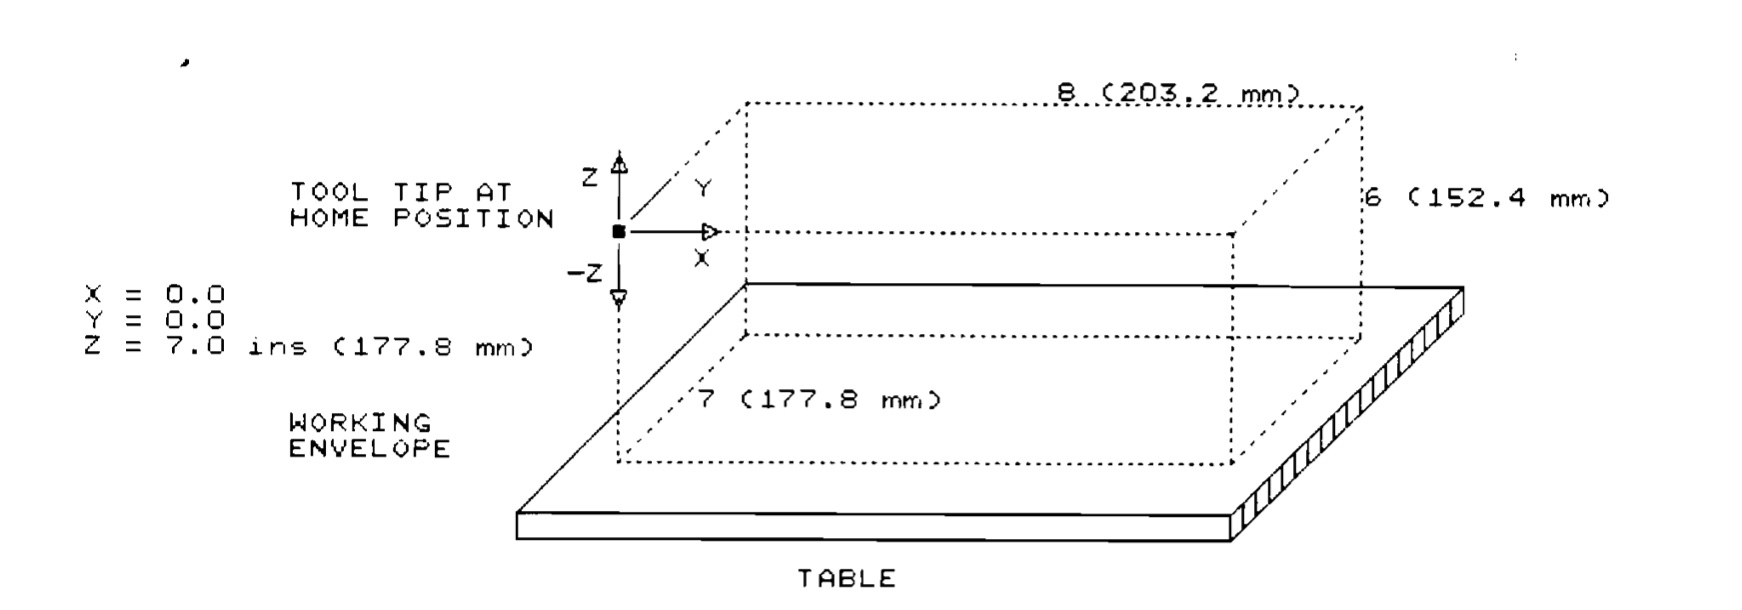 8 (203.2 mm)
Z
Y
TOOL TIP AT
HOME POSITION
6 (152.4 mm)
X
-Z
X = 0.0
Y = 0.0
Z = 7.0 ins (177.8 mm)
7 (177.8 mm)
WORKING
ENVELOPE
TABLE